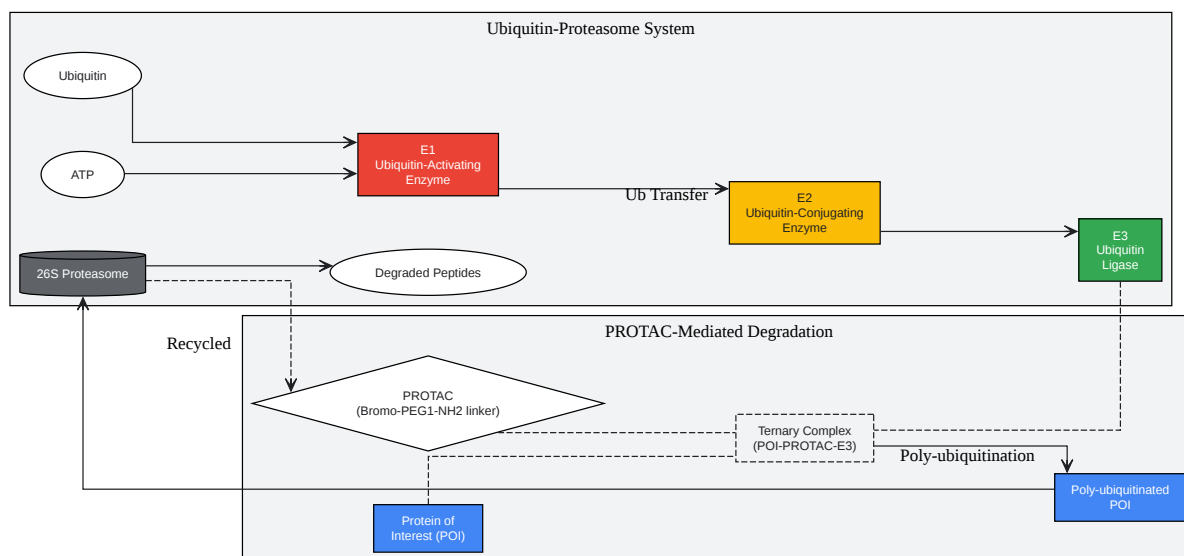 Ubiquitin-Proteasome System
Ubiquitin
E1
Ubiquitin-Activating
Enzyme
ATP
Ub Transfer
E2
Ubiquitin-Conjugating
Enzyme
E3
Ubiquitin
Ligase
26S Proteasome
Degraded Peptides
PROTAC-Mediated Degradation
Recycled
PROTAC
(Bromo-PEG1-NH2 linker)
Ternary Complex
(POI-PROTAC-E3)
Poly-ubiquitination
Poly-ubiquitinated
POI
Protein of
Interest (POI)